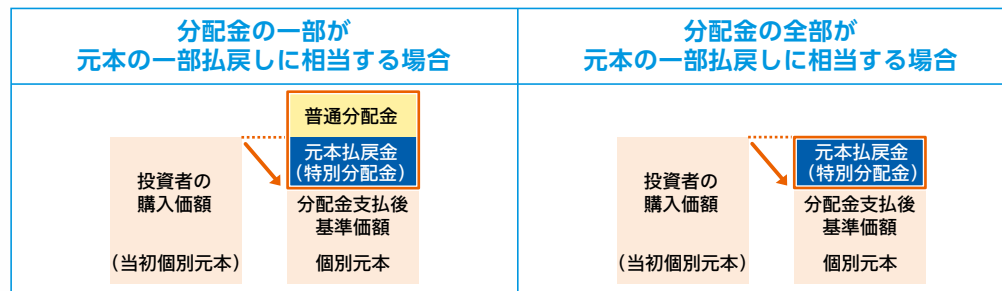 分配金の一部が
元本の一部払戻しに相当する場合
分配金の全部が
元本の一部払戻しに相当する場合
普通分配金
元本払戻金
（特別分配金）
投資者の
購入価額
（当初個別元本）
分配金支払後
基準価額
個別元本
元本払戻金
（特別分配金）
投資者の
購入価額
（当初個別元本）
分配金支払後
基準価額
個別元本